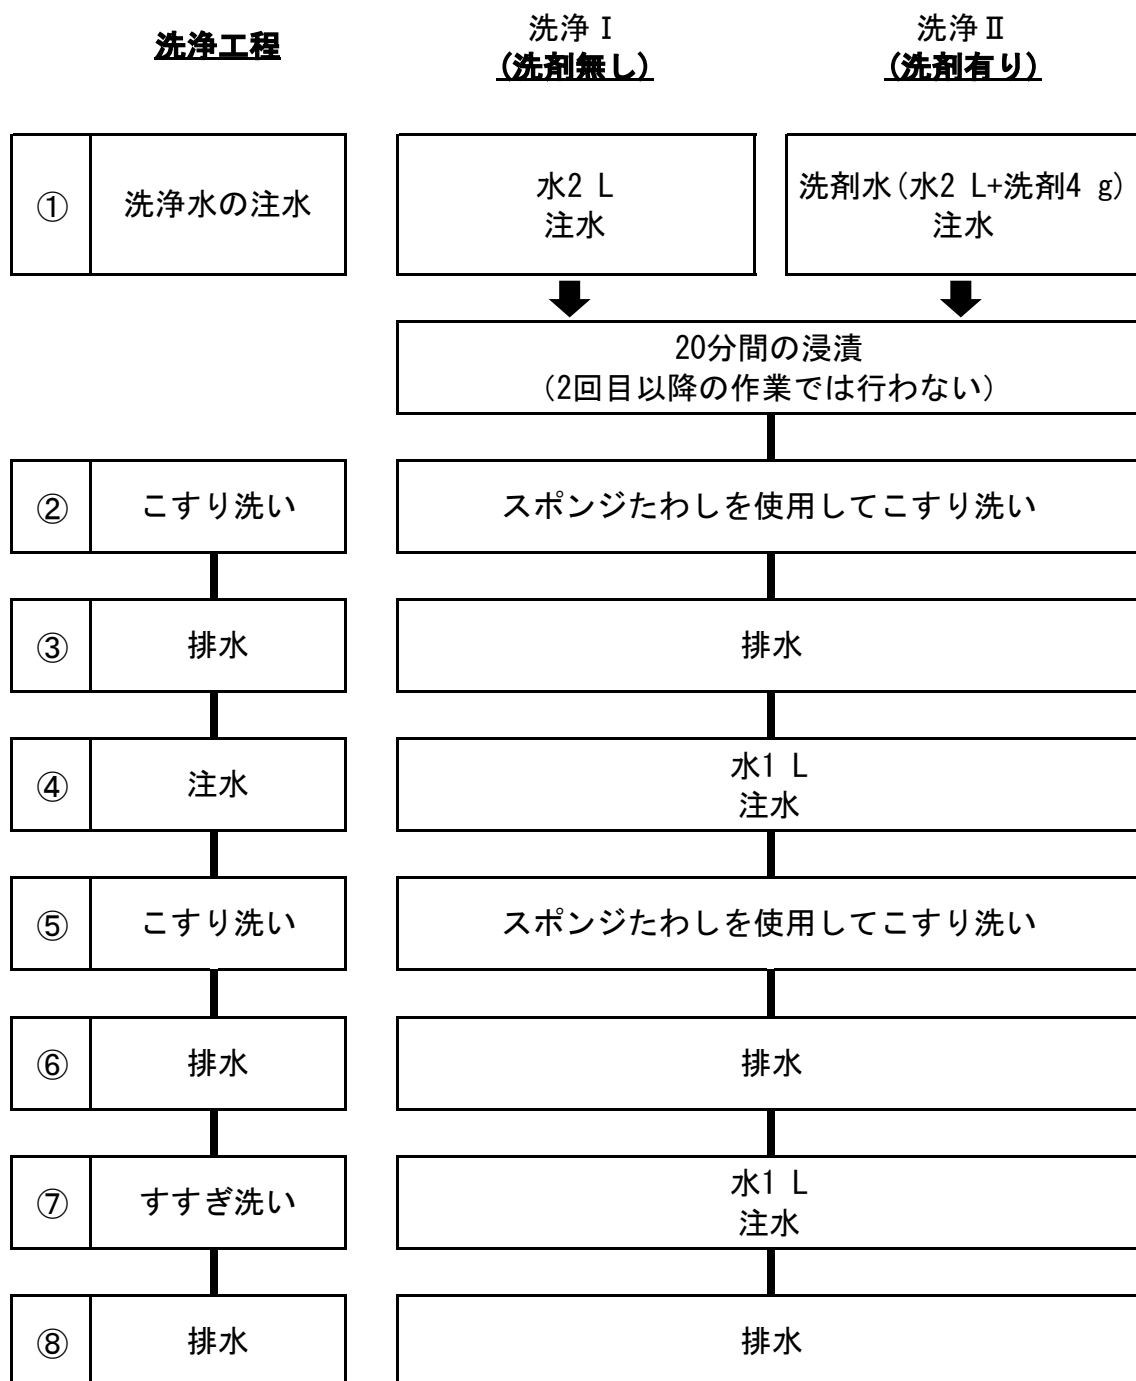 洗浄工程
洗浄Ⅰ
(洗剤無し)
洗浄Ⅱ
(洗剤有り)
① 洗浄水の注水
水2 L
注水
洗剤水(水2 L+洗剤4 g)
注水
20分間の浸漬
(2回目以降の作業では行わない)
② こすり洗い
スポンジたわしを使用してこすり洗い
③ 排水
排水
④ 注水
水1 L
注水
⑤ こすり洗い
スポンジたわしを使用してこすり洗い
⑥ 排水
排水
⑦ すすぎ洗い
水1 L
注水
⑧ 排水
排水